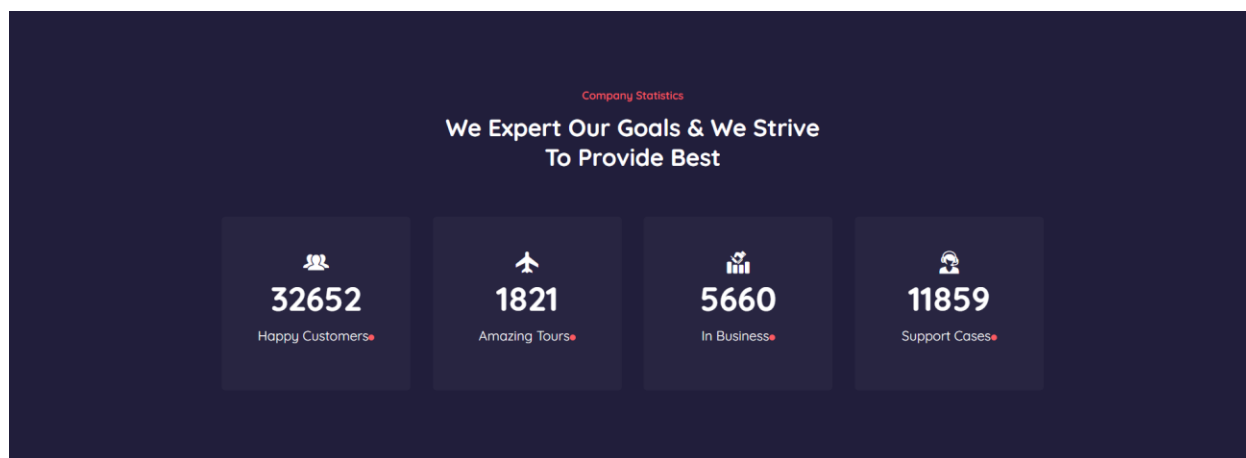 Company Statistics
We Expert Our Goals & We Strive
To Provide Best
32652
Happy Customers
1821
Amazing Tours
5660
In Business
11859
Support Cases